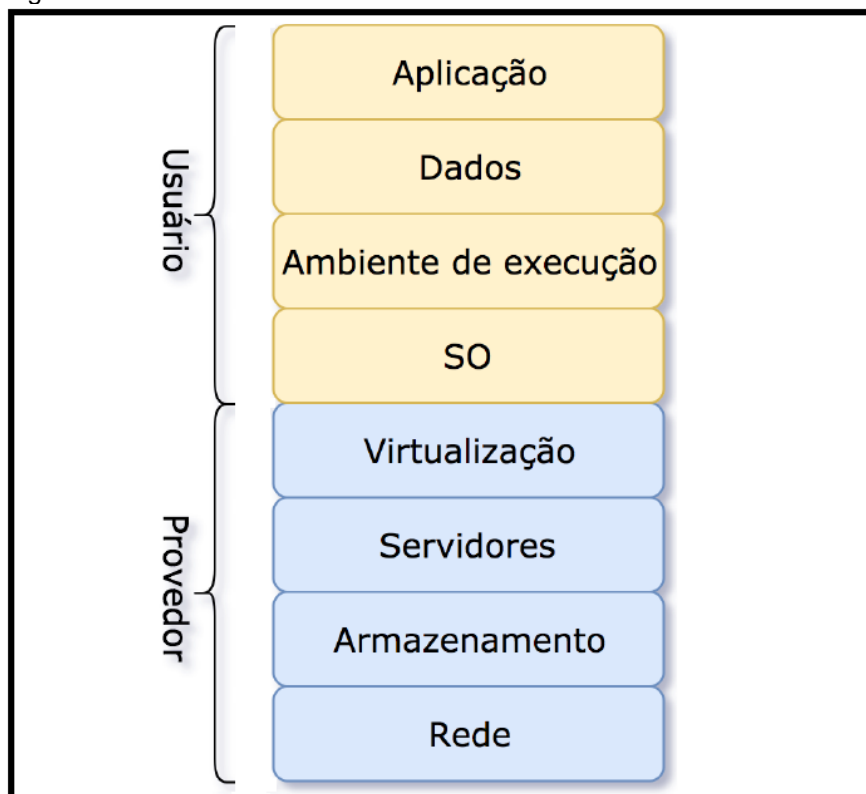 Usuário
Aplicação
Dados
Ambiente de execução
SO
Provedor
Virtualização
Servidores
Armazenamento
Rede